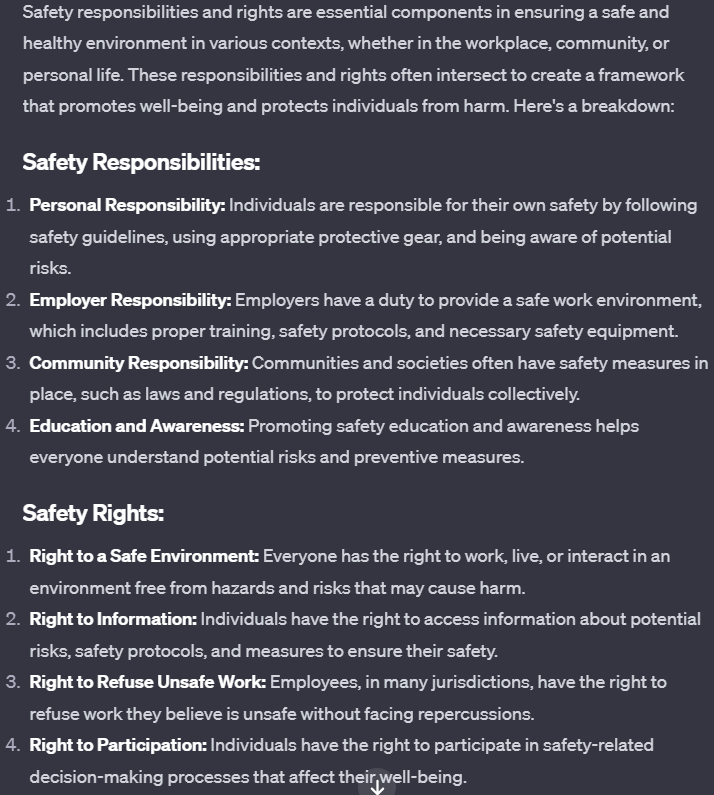 Safety responsibilities and rights are essential components in ensuring a safe and
healthy environment in various contexts, whether in the workplace, community, or
personal life. These responsibilities and rights often intersect to create a framework
that promotes well-being and protects individuals from harm. Here's a breakdown:
Safety Responsibilities:
1. Personal Responsibility: Individuals are responsible for their own safety by following
safety guidelines, using appropriate protective gear, and being aware of potential
risks.
2. Employer Responsibility: Employers have a duty to provide a safe work environment,
which includes proper training, safety protocols, and necessary safety equipment.
3. Community Responsibility: Communities and societies often have safety measures in
place, such as laws and regulations, to protect individuals collectively.
4. Education and Awareness: Promoting safety education and awareness helps
everyone understand potential risks and preventive measures.
Safety Rights:
1. Right to a Safe Environment: Everyone has the right to work, live, or interact in an
environment free from hazards and risks that may cause harm.
2. Right to Information: Individuals have the right to access information about potential
risks, safety protocols, and measures to ensure their safety.
3. Right to Refuse Unsafe Work: Employees, in many jurisdictions, have the right to
refuse work they believe is unsafe without facing repercussions.
4. Right to Participation: Individuals have the right to participate in safety-related
decision-making processes that affect their well-being.